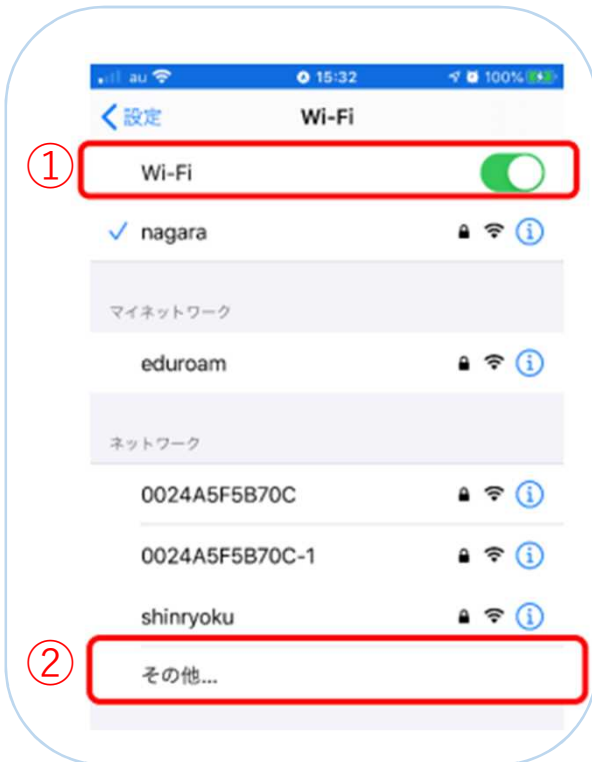 au 15:32 100%
設定 Wi-Fi
① Wi-Fi
nagara
マイネットワーク
eduroam
ネットワーク
0024A5F5B70C
0024A5F5B70C-1
shinryoku
② その他...